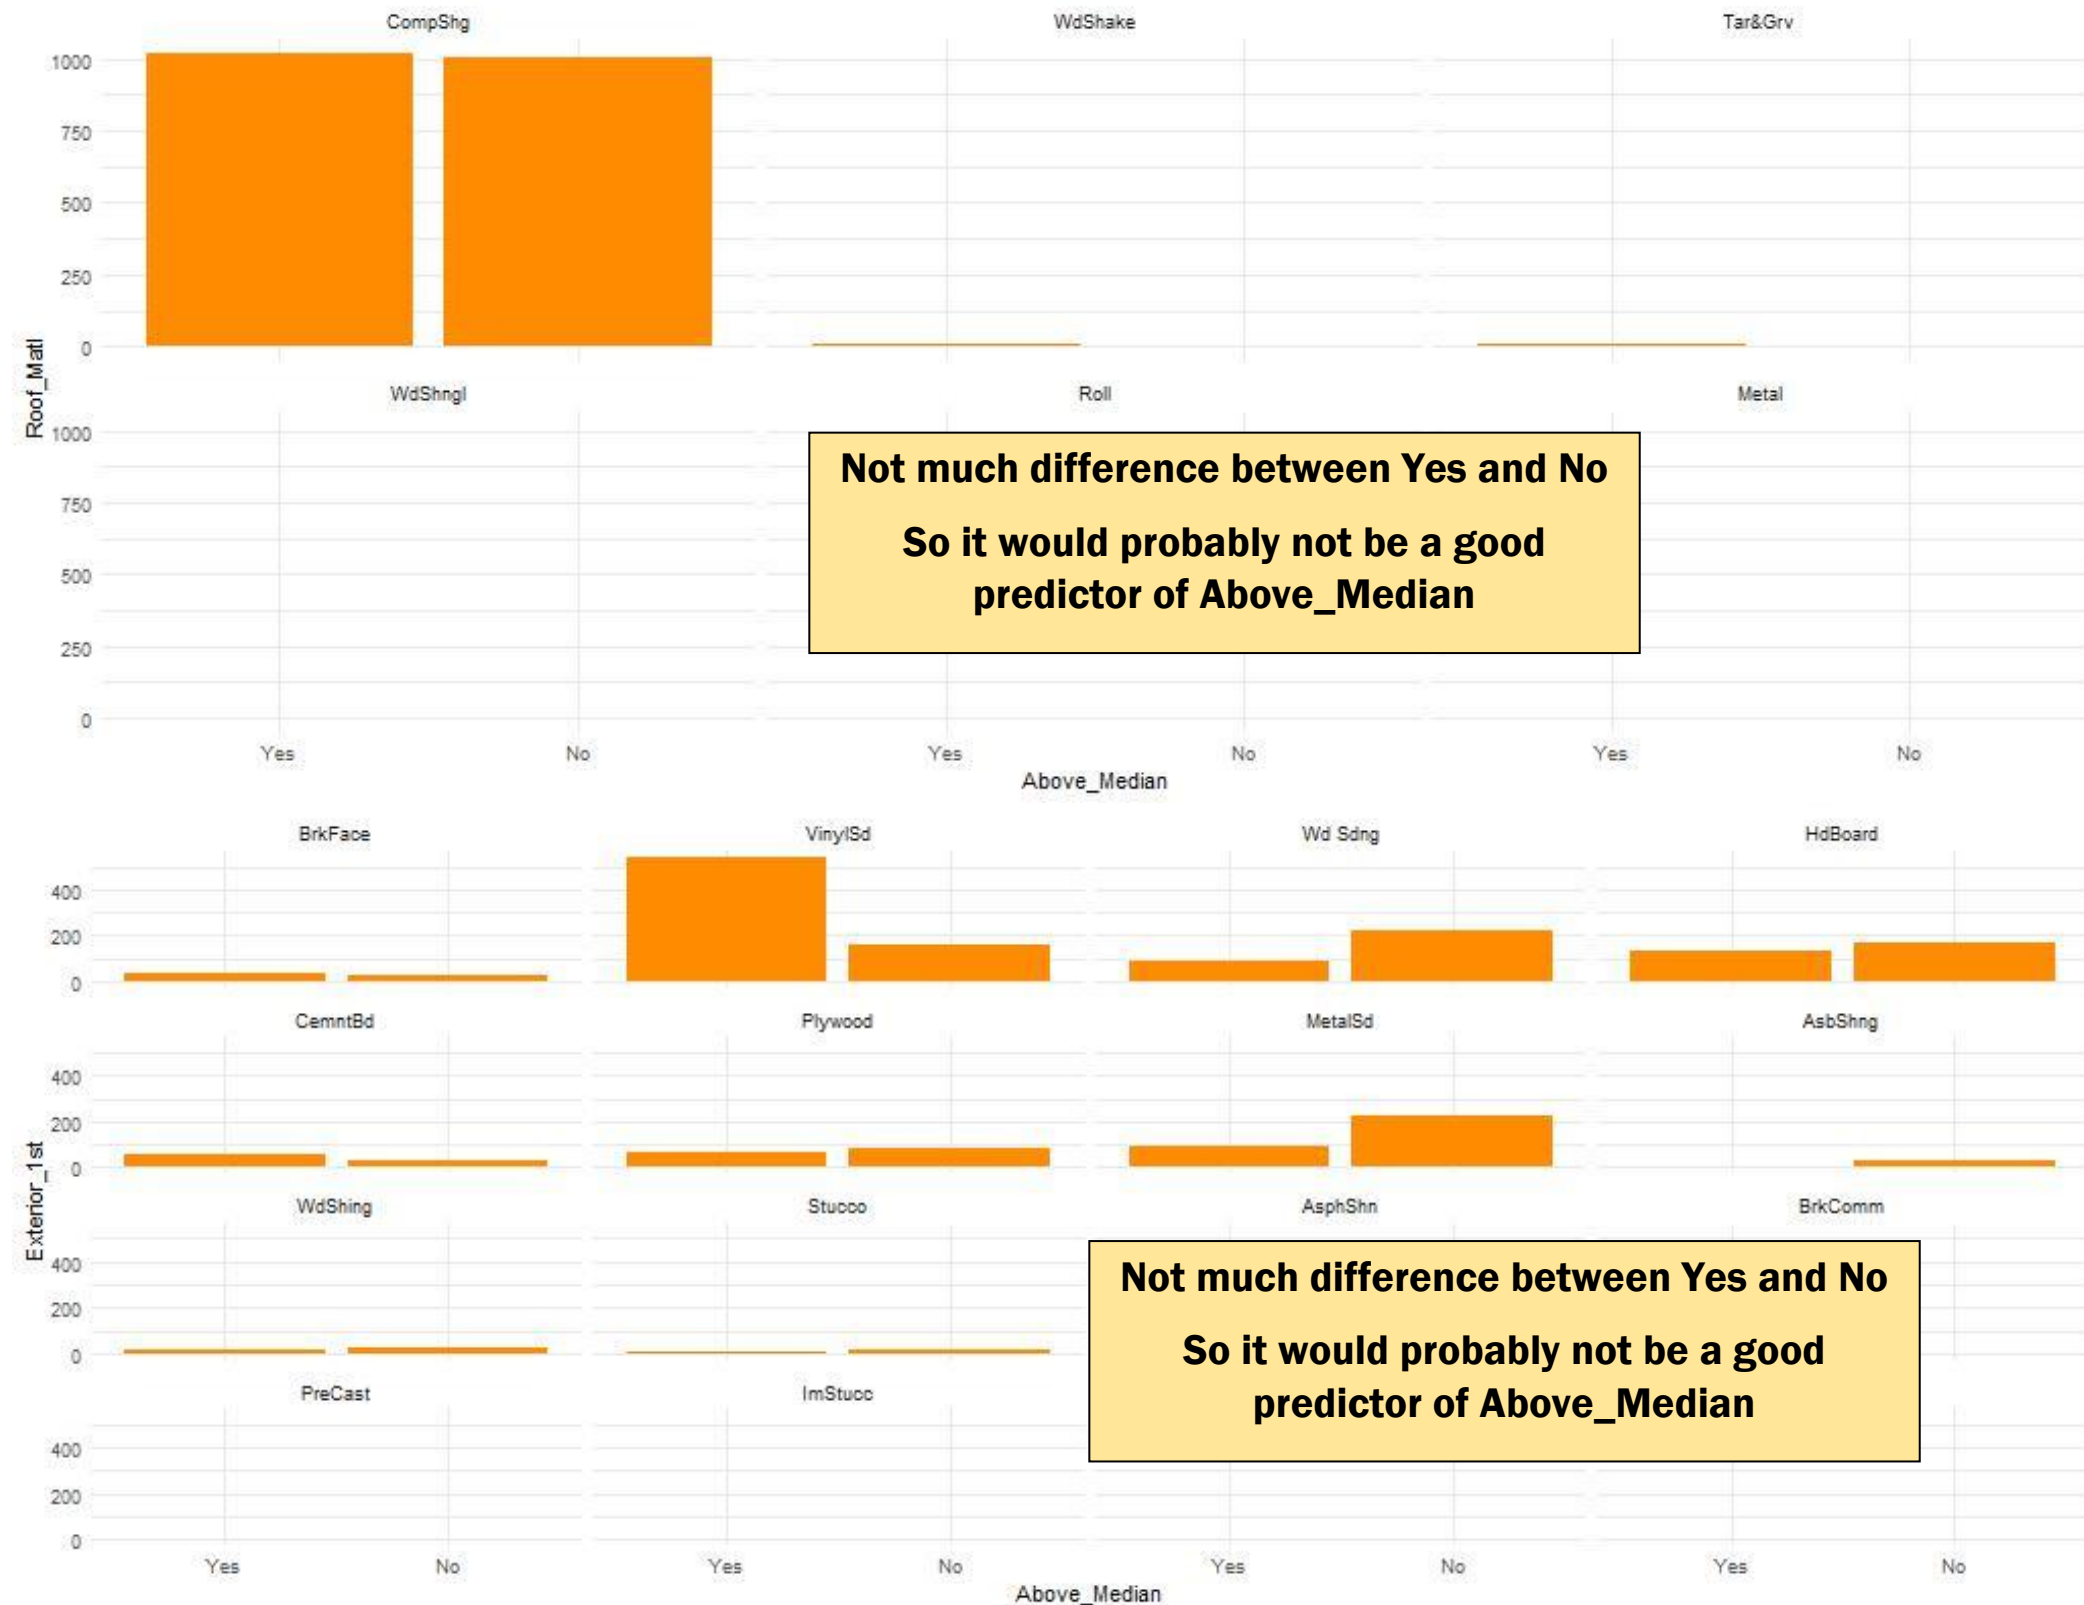 CompShg WdShake Tar&Grv
1000
750
500
250
0
Roof_Matl
WdShngl Roll Metal
1000
750
500
250
0
Not much difference between Yes and No
So it would probably not be a good
predictor of Above_Median
Yes No Yes No Yes No
Above_Median
BrkFace VinylSd Wd Sdng HdBoard
400
200
0
CemntBd Plywood MetalSd AsbShng
400
200
0
Exterior_1st
WdShing Stucco AsphShn BrkComm
400
200
0
Not much difference between Yes and No
So it would probably not be a good
predictor of Above_Median
PreCast ImStucc
400
200
0
Yes No Yes No Yes No Yes No
Above_Median